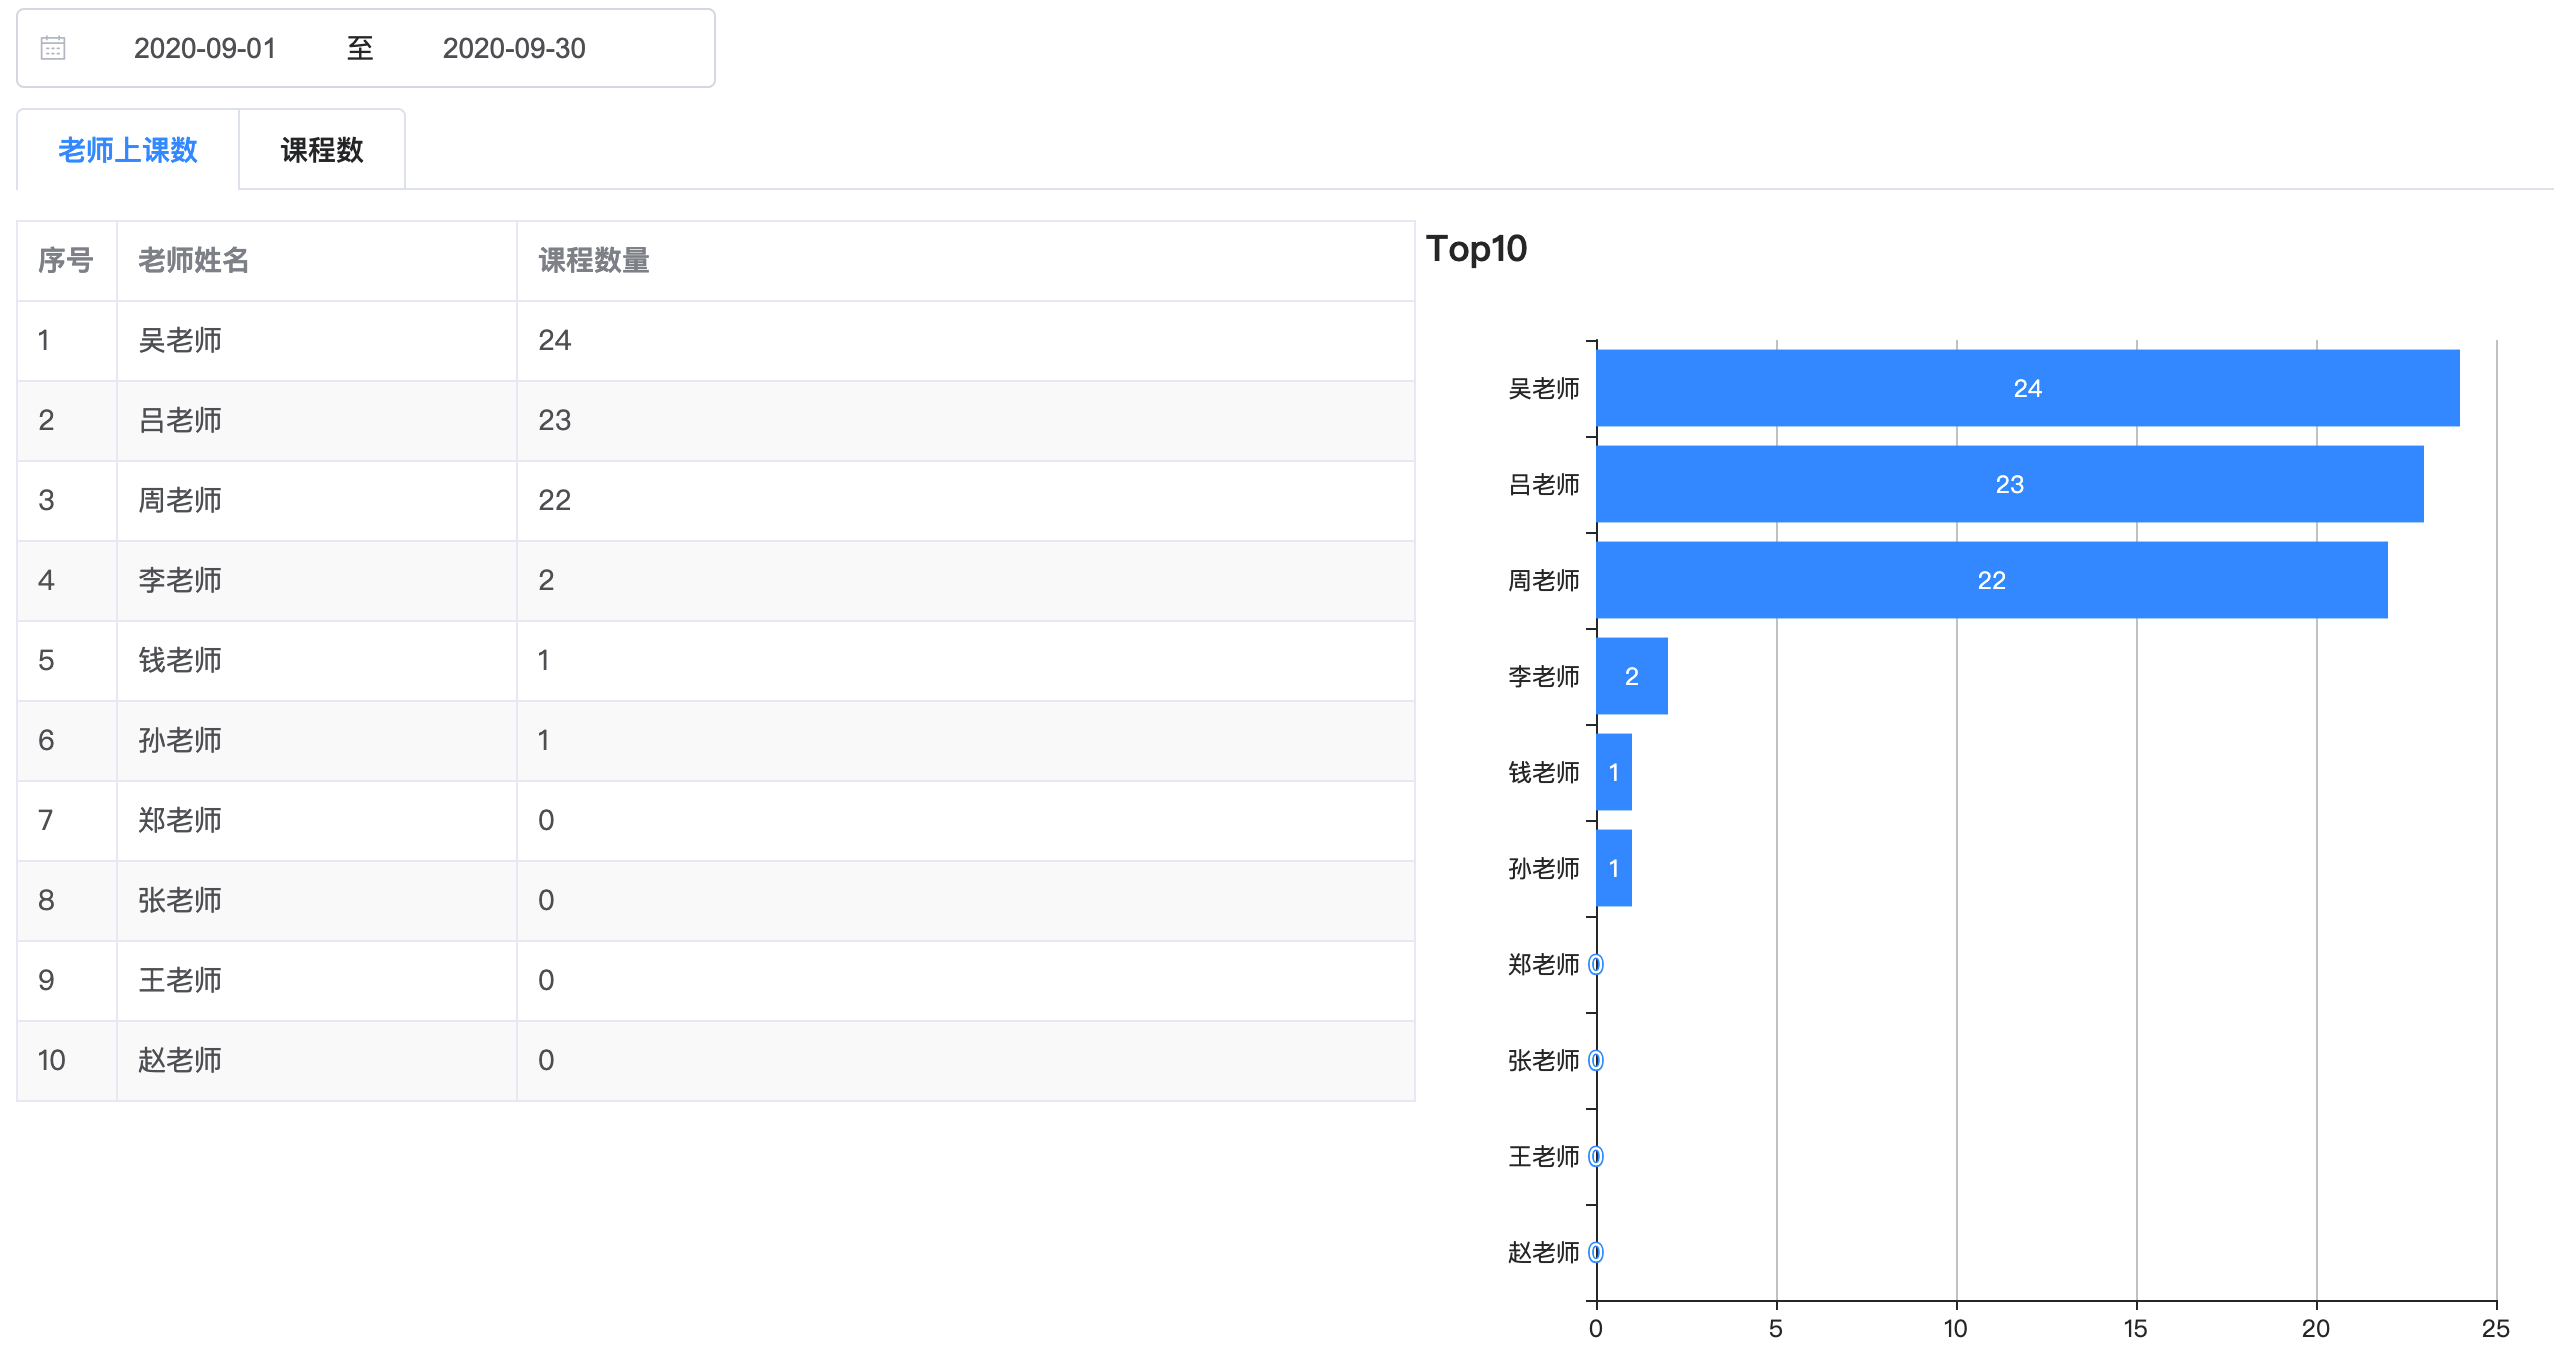 2020-09-01 至 2020-09-30
老师上课数 课程数
序号 老师姓名 课程数量
1 吴老师 24
2 吕老师 23
3 周老师 22
4 李老师 2
5 钱老师 1
6 孙老师 1
7 郑老师 0
8 张老师 0
9 王老师 0
10 赵老师 0
Top10
吴老师 24
吕老师 23
周老师 22
李老师 2
钱老师 1
孙老师 1
郑老师 0
张老师 0
王老师 0
赵老师 0
0 5 10 15 20 25